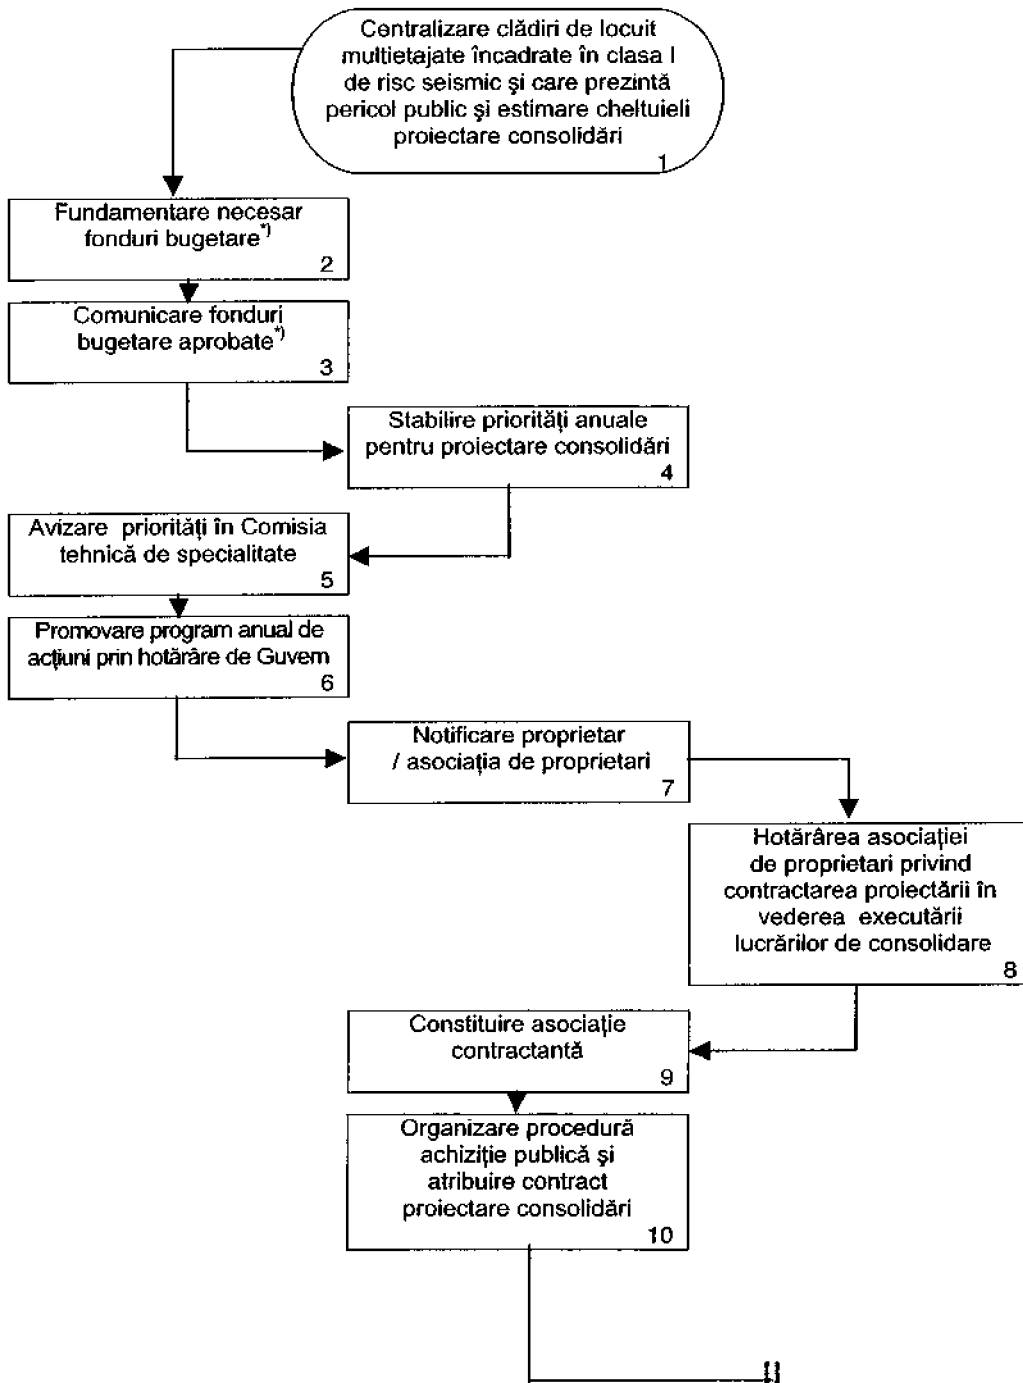 Centralizare clădiri de locuit
multietajate încadrate în clasa I
de risc seismic şi care prezintă
pericol public şi estimare cheltuieli
proiectare consolidări
1
Fundamentare necesar
fonduri bugetare*)
2
Comunicare fonduri
bugetare aprobate*)
3
Stabilire priorităţi anuale
pentru proiectare consolidări
4
Avizare priorităţi în Comisia
tehnică de specialitate
5
Promovare program anual de
acţiuni prin hotărâre de Guvern
6
Notificare proprietar
/ asociaţia de proprietari
7
Hotărârea asociaţiei
de proprietari privind
contractarea proiectării în
vederea executării
lucrărilor de consolidare
8
Constituire asociaţie
contractantă
9
Organizare procedură
achiziţie publică şi
atribuire contract
proiectare consolidări
10